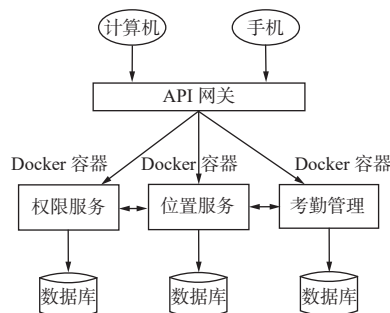 计算机 手机
API 网关
Docker 容器 Docker 容器 Docker 容器
权限服务 位置服务 考勤管理
数据库 数据库 数据库